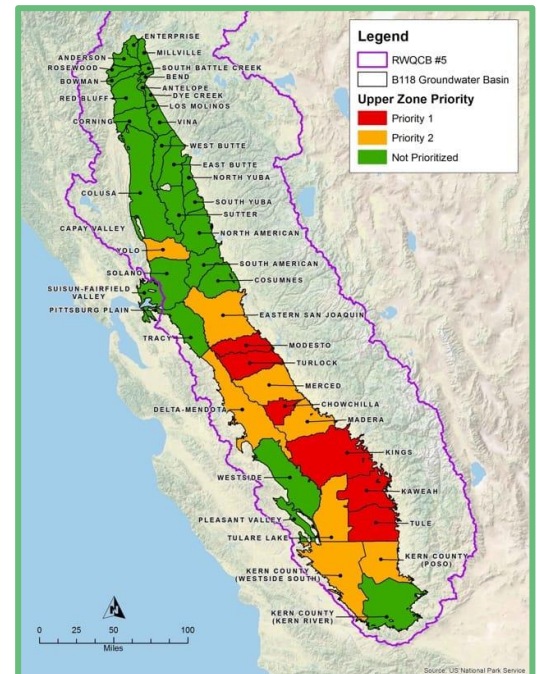 Legend
RWQCB #5
B118 Groundwater Basin
Upper Zone Priority
Priority 1
Priority 2
Not Prioritized
ENTERPRISE
ANDERSON
MILLVILLE
ROSEWOOD
SOUTH BATTLE CREEK
BOWMAN
BEND
ANTELOPE
RED BLUFF
DYE CREEK
LOS MOLINOS
CORNING
VINA
WEST BUTTE
EAST BUTTE
NORTH YUBA
COLUSA
SOUTH YUBA
SUTTER
CAPAY VALLEY
NORTH AMERICAN
YOLO
SOLANO
SOUTH AMERICAN
COSUMNES
SUISUN-FAIRFIELD
VALLEY
PITTSBURG PLAIN
EASTERN SAN JOAQUIN
TRACY
MODESTO
TURLOCK
MERCED
DELTA-MENDOTA
CHOWCHILLA
MADERA
KINGS
WESTSIDE
KAWEAH
PLEASANT VALLEY
TULE
TULARE LAKE
KERN COUNTY
(POSO)
KERN COUNTY
(WESTSIDE SOUTH)
KERN COUNTY
(KERN RIVER)
N
0 25 50 100
Miles
Source: US National Park Service